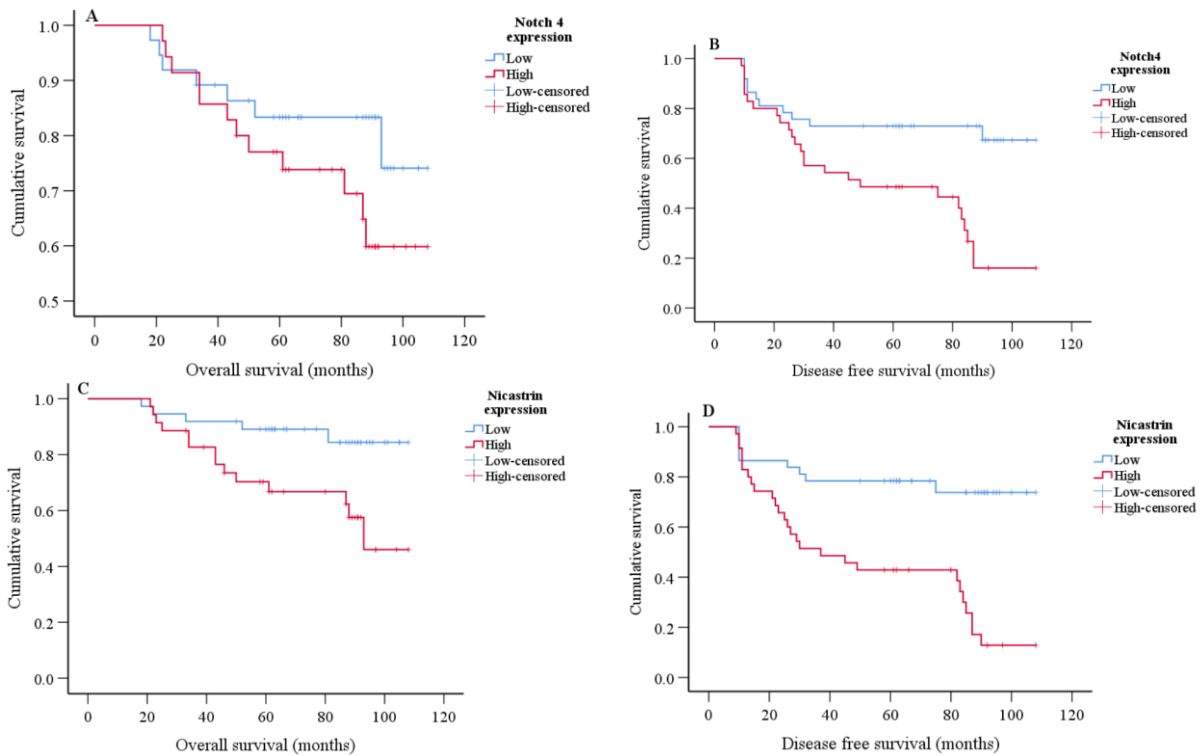 A
Notch 4
expression
Low
High
Low-censored
High-censored
1.0
0.9
0.8
0.7
0.6
0.5
Cumulative survival
0 20 40 60 80 100 120
Overall survival (months)
B
Notch4
expression
Low
High
Low-censored
High-censored
1.0
0.8
0.6
0.4
0.2
0.0
Cumulative survival
0 20 40 60 80 100 120
Disease free survival (months)
C
Nicastrin
expression
Low
High
Low-censored
High-censored
1.0
0.8
0.6
0.4
0.2
0.0
Cumulative survival
0 20 40 60 80 100 120
Overall survival (months)
D
Nicastrin
expression
Low
High
Low-censored
High-censored
1.0
0.8
0.6
0.4
0.2
0.0
Cumulative survival
0 20 40 60 80 100 120
Disease free survival (months)